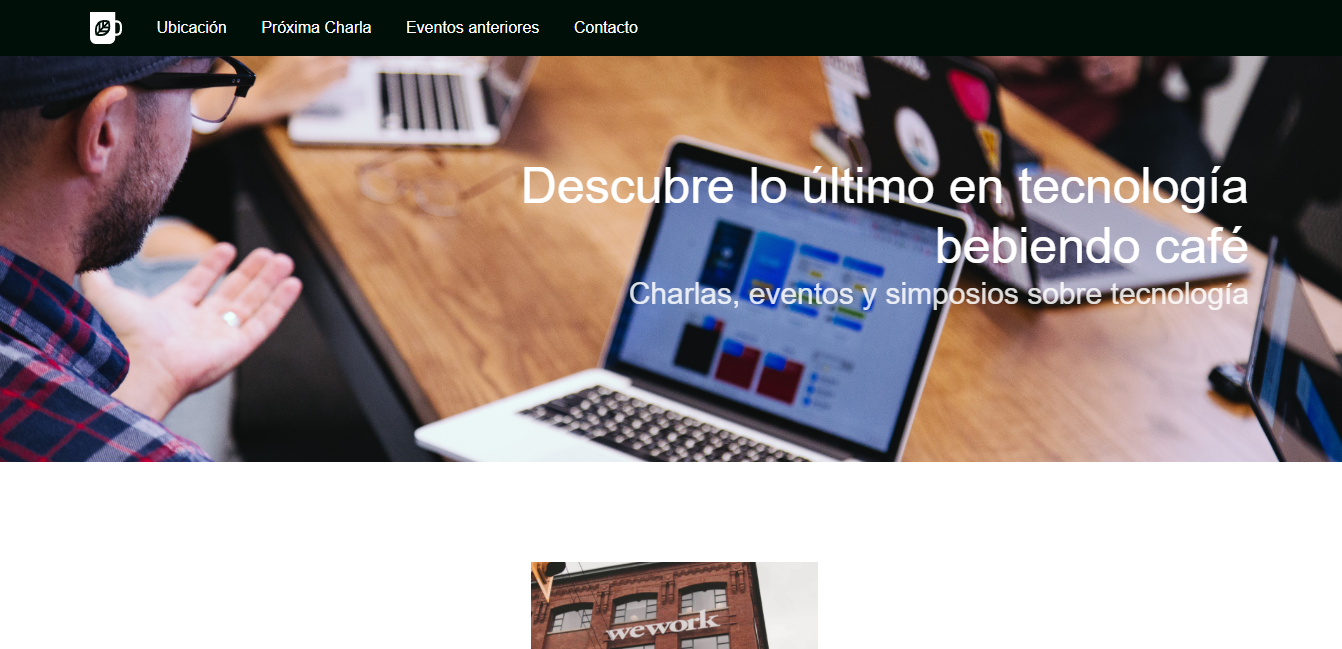 Ubicación Próxima Charla Eventos anteriores Contacto
Descubre lo último en tecnología
bebiendo café
Charlas, eventos y simposios sobre tecnología
wework